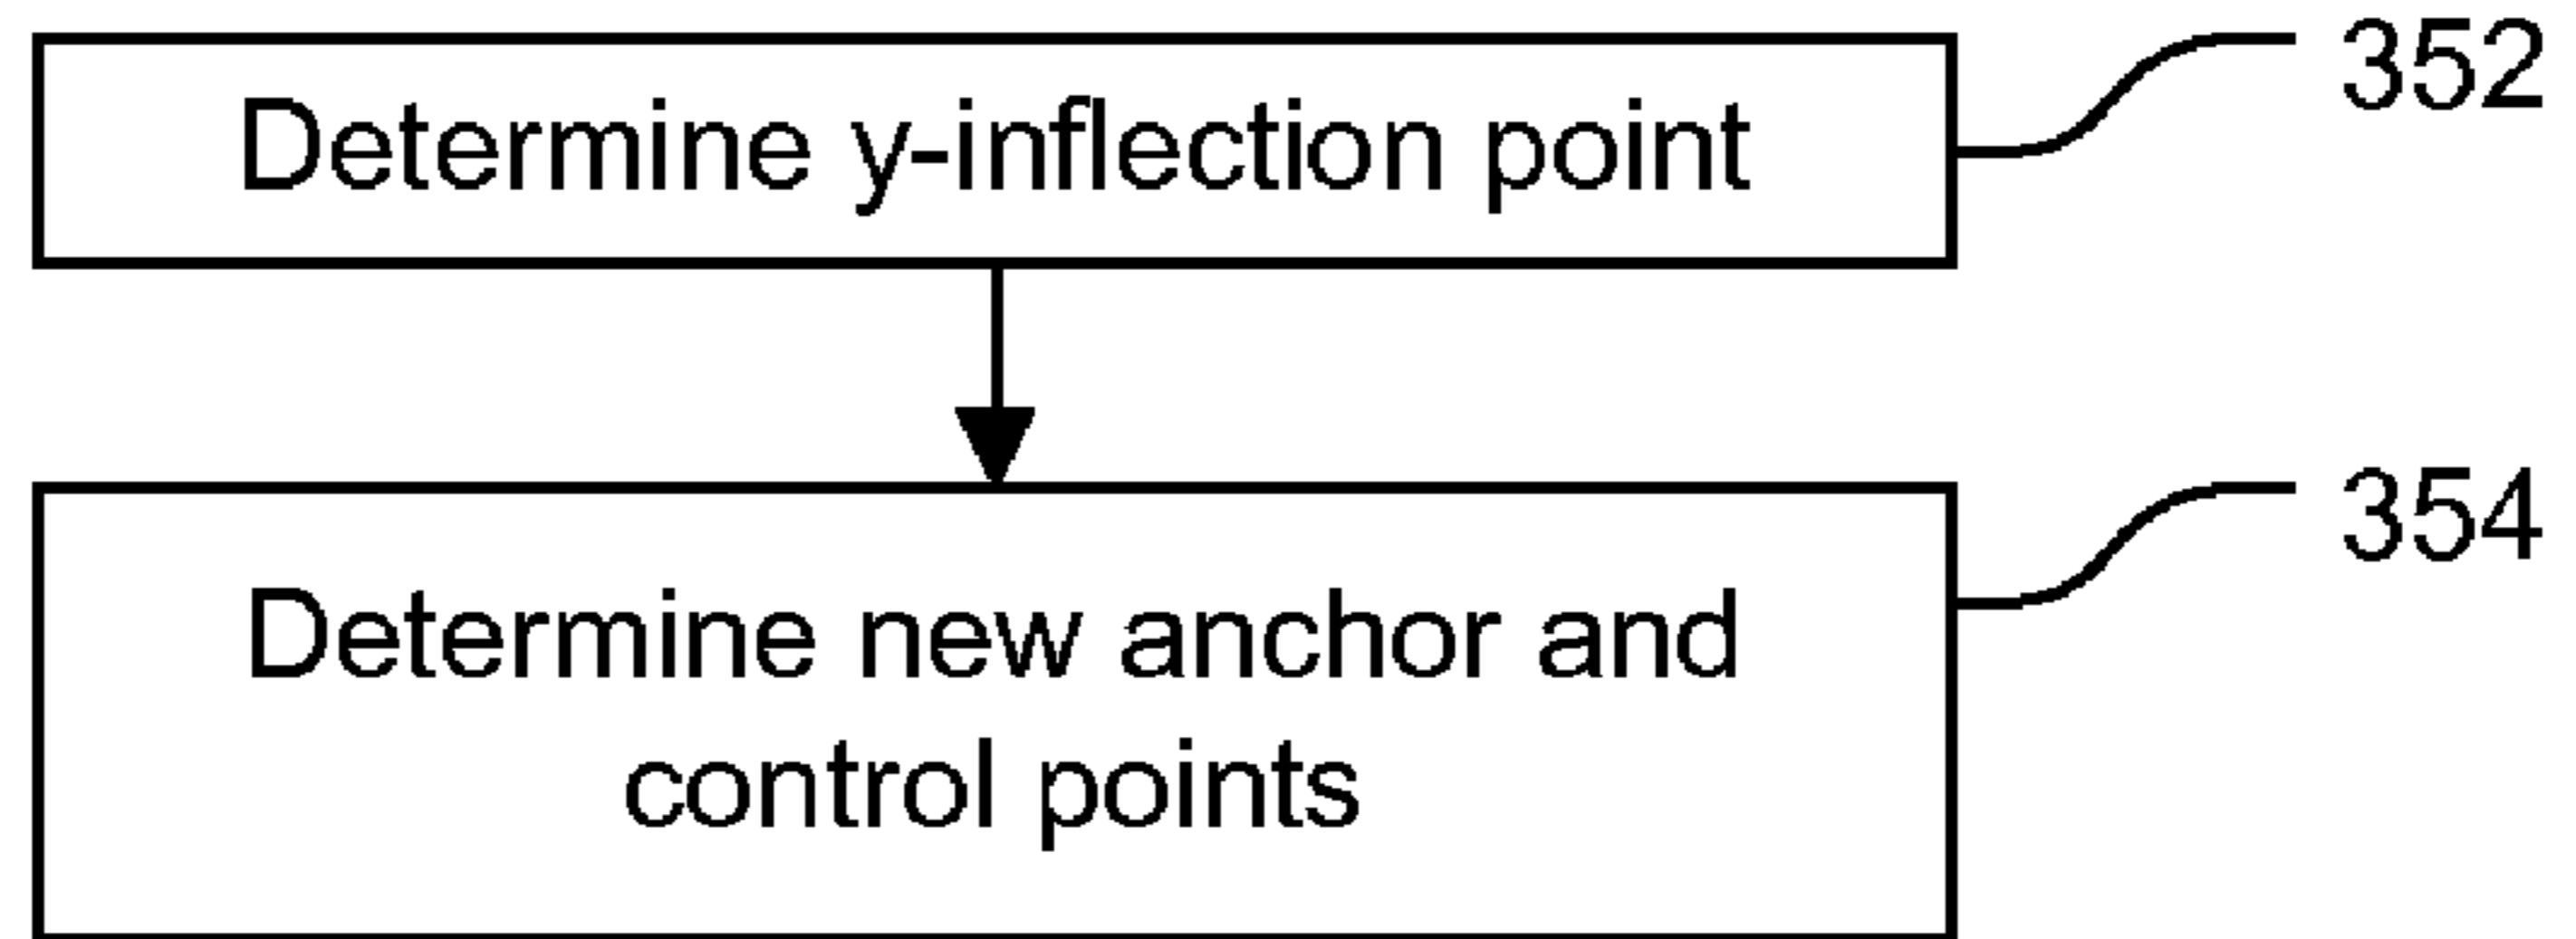 Determine y-inflection point
352
Determine new anchor and
control points
354